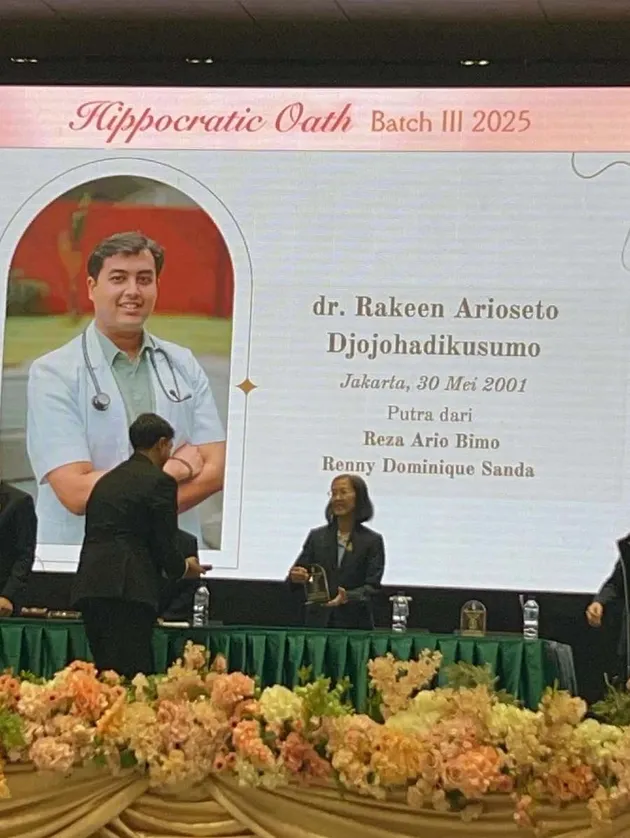 Hippocratic Oath Batch III 2025
dr. Rakeen Arioseto
Djojohadikusumo
Jakarta, 30 Mei 2001
Putra dari
Reza Ario Bimo
Renny Dominique Sanda